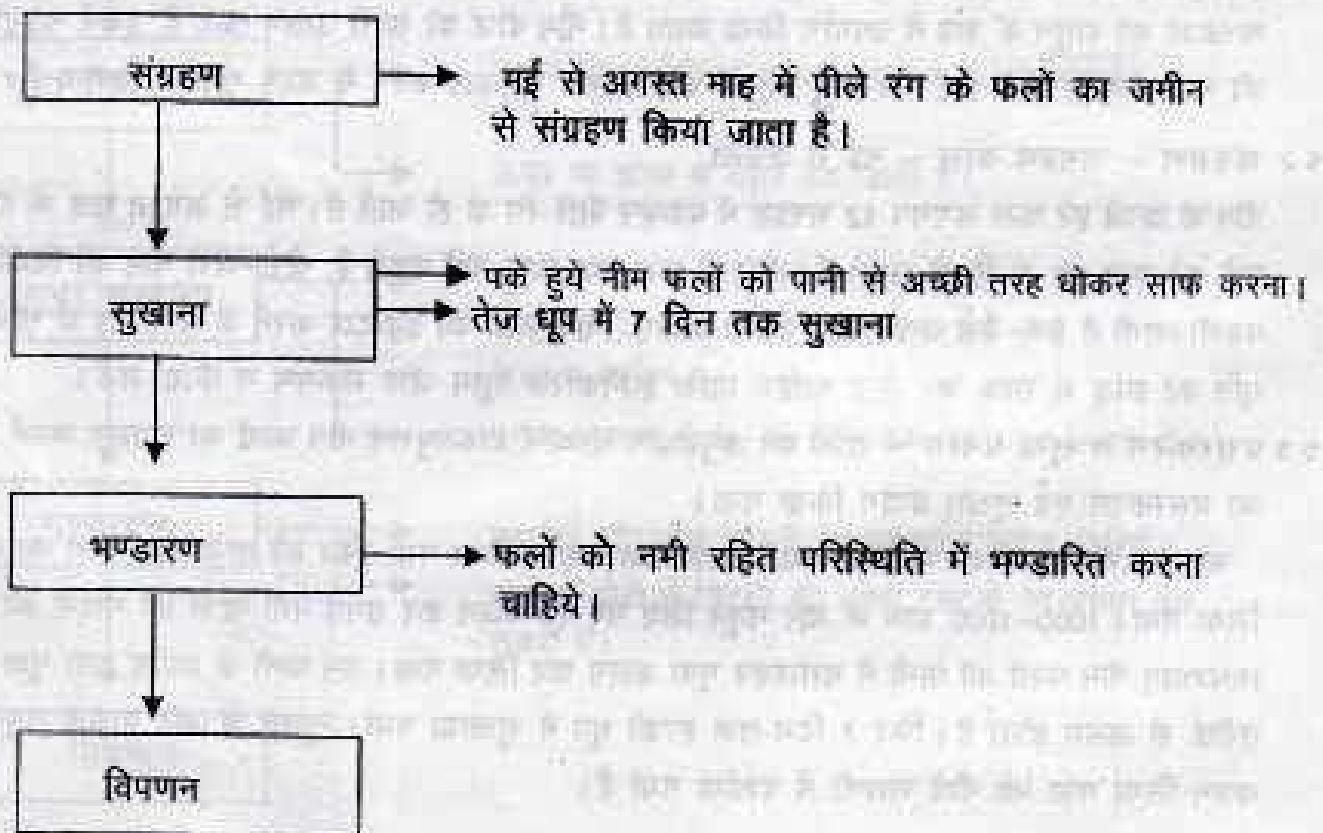 संग्रहण
मई से अगस्त माह में पीले रंग के फलों का जमीन
से संग्रहण किया जाता है।
सुखाना
पके हुये नीम फलों को पानी से अच्छी तरह धोकर साफ करना।
तेज धूप में 7 दिन तक सुखाना
भण्डारण
फलों को नमी रहित परिस्थिति में भण्डारित करना
चाहिये।
विपणन